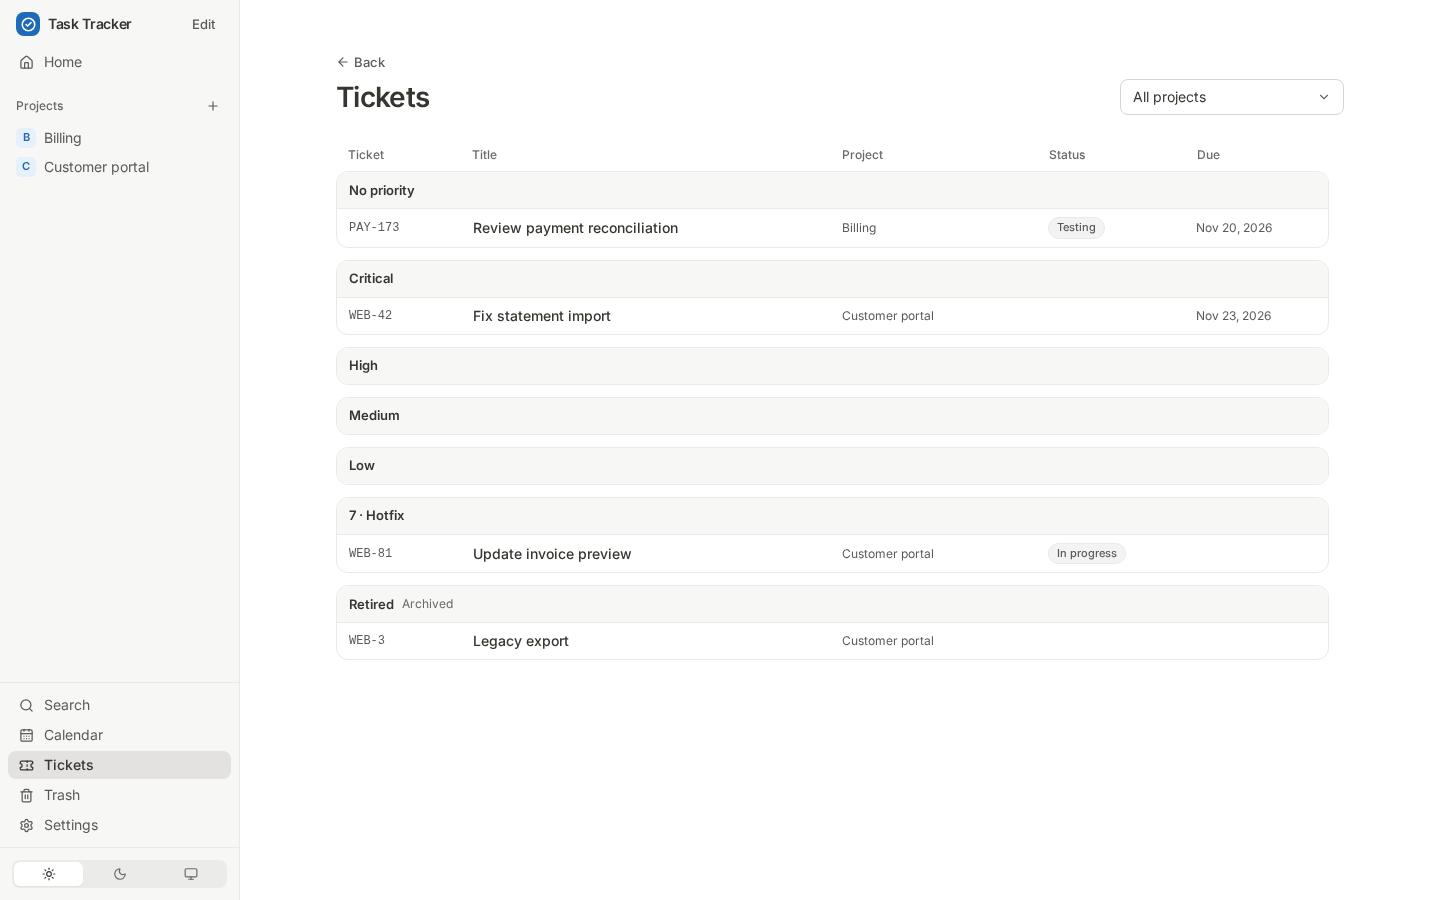 Task Tracker
Edit
Home
Projects
B Billing
C Customer portal
Search
Calendar
Tickets
Trash
Settings
Back
Tickets
All projects
Ticket Title Project Status Due
No priority
PAY-173 Review payment reconciliation Billing Testing Nov 20, 2026
Critical
WEB-42 Fix statement import Customer portal Nov 23, 2026
High
Medium
Low
7 · Hotfix
WEB-81 Update invoice preview Customer portal In progress
Retired Archived
WEB-3 Legacy export Customer portal